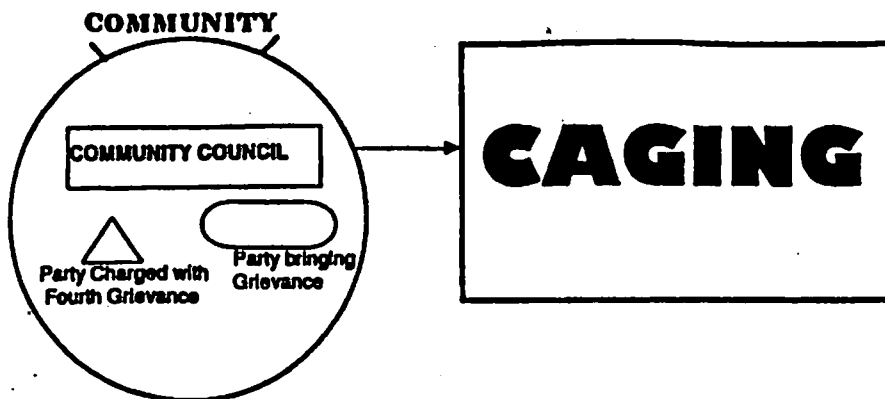 COMMUNITY
COMMUNITY COUNCIL
CAGING
Party Charged with
Fourth Grievance
Party bringing
Grievance